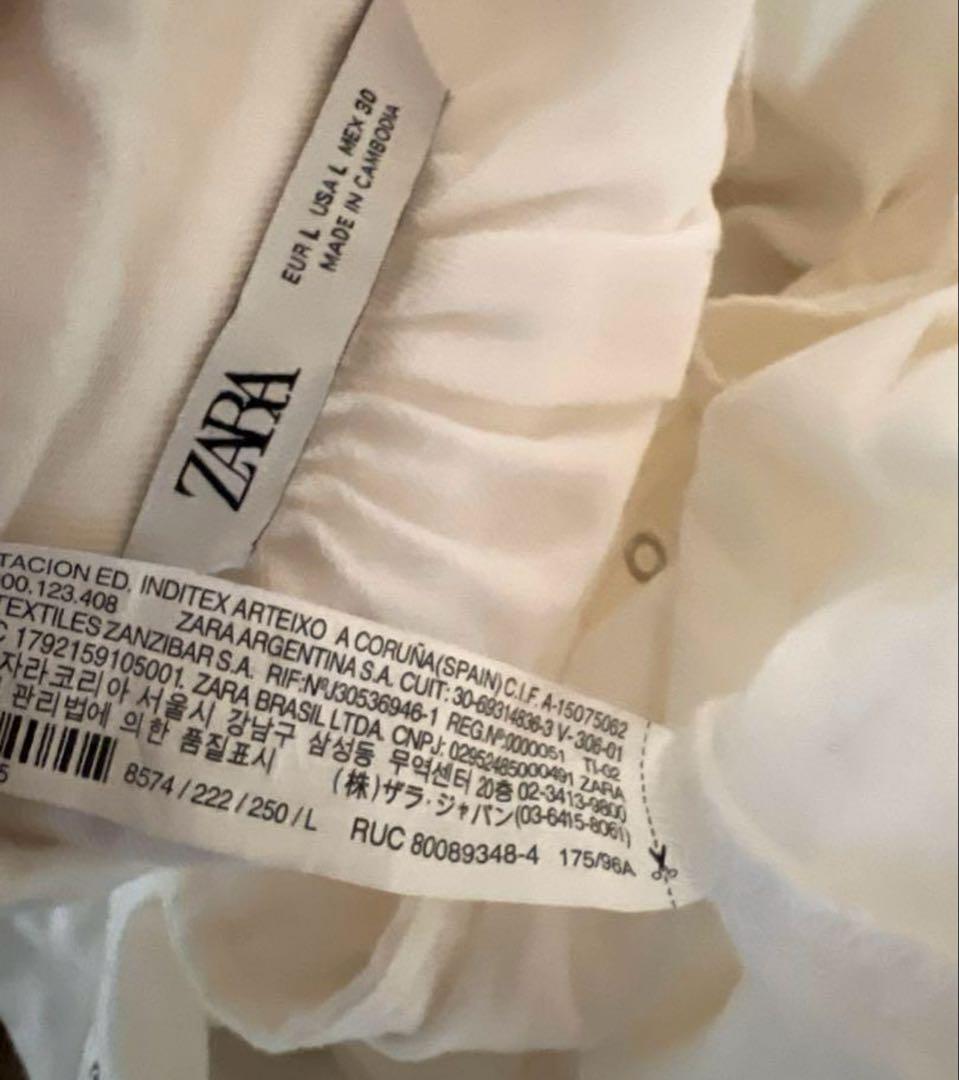 ZARA
EUR L USA L MEX 30
MADE IN CAMBODIA
TACION ED. INDITEX ARTEIXO A CORUÑA (SPAIN) C.I.F. A-15075062
00.123.408 ZARA ARGENTINA S.A. CUIT: 30-69314836-3 V-306-01
TEXTILES ZANZIBAR S.A. RIF:NºJ30536946-1 REG.Nº:0000051 TI-02
C 1792159105001. ZARA BRASIL LTDA. CNPJ: 02952485000491 ZARA
자라코리아 서울시 강남구 삼성동 무역센터 20층 02-3413-9800
관리법에 의한 품질표시 (株)ザラ・ジャパン(03-6415-8061)
5 8574/222/250/L RUC 80089348-4 175/96A